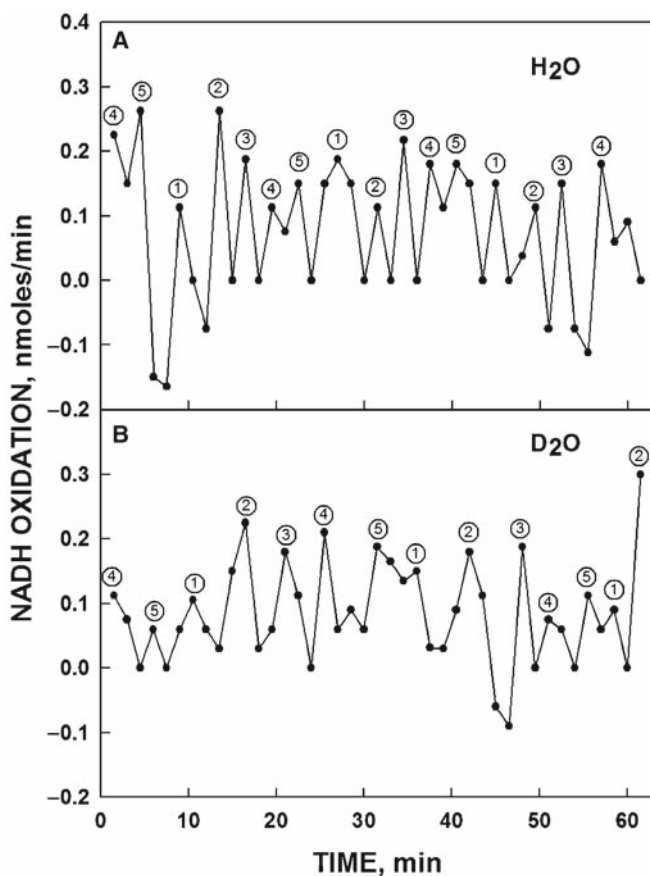 A
H2O
0.4
0.3
0.2
0.1
0.0
–0.1
–0.2
④ ⑤ ① ② ③ ④ ⑤ ① ② ③ ④ ⑤ ① ② ③ ④
B
D2O
0.3
0.2
0.1
0.0
–0.1
–0.2
④ ⑤ ① ② ③ ④ ⑤ ① ② ③ ④ ⑤ ① ②
0 10 20 30 40 50 60
TIME, min
NADH OXIDATION, nmoles/min